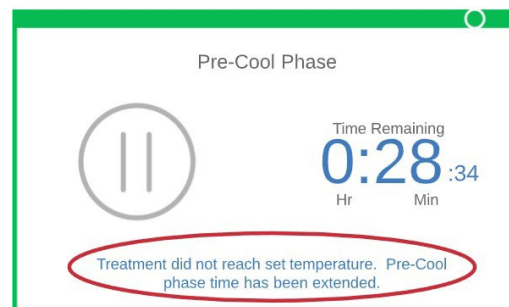 Pre-Cool Phase
Time Remaining
0:28 :34
Hr Min
Treatment did not reach set temperature. Pre-Cool
phase time has been extended.